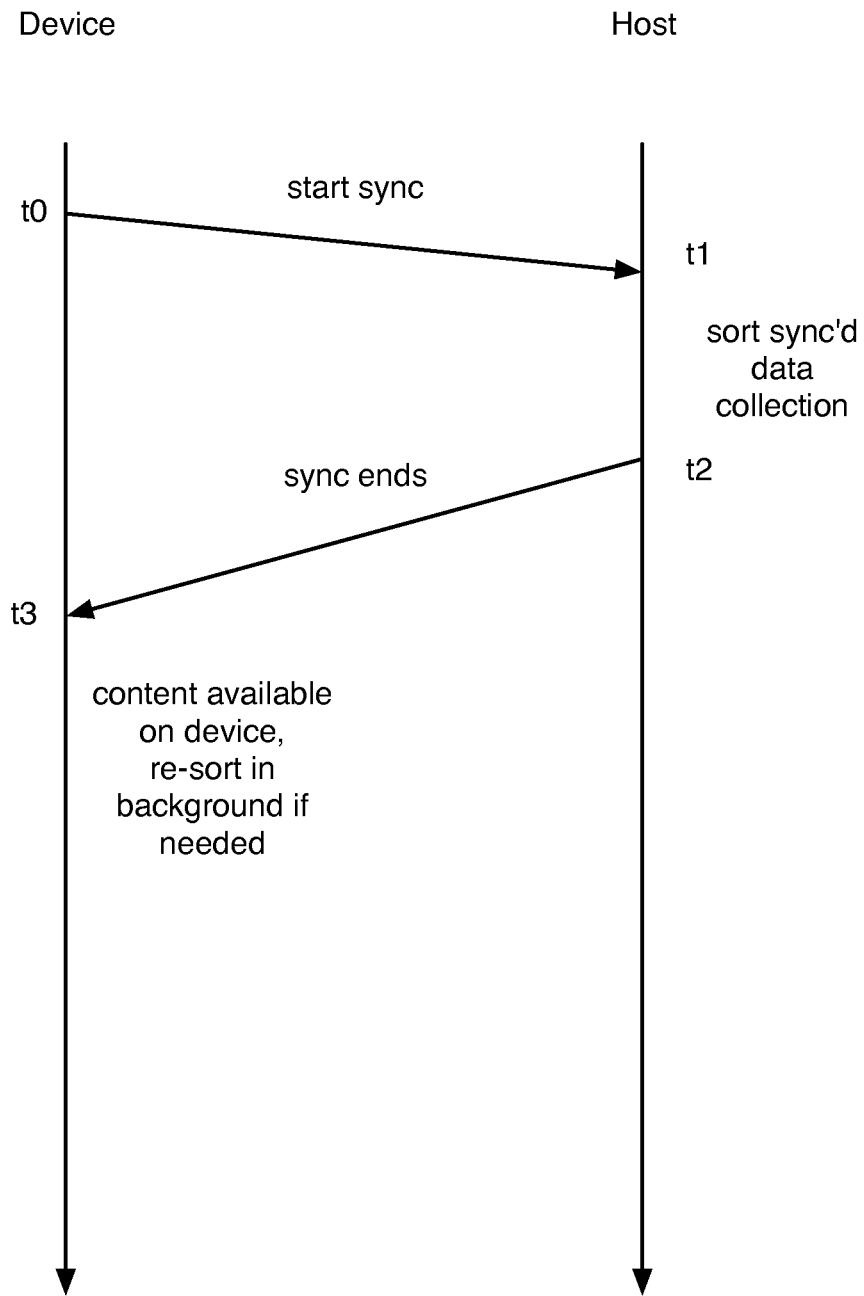 Device
Host
start sync
t0
t1
sort sync'd
data
collection
sync ends
t2
t3
content available
on device,
re-sort in
background if
needed